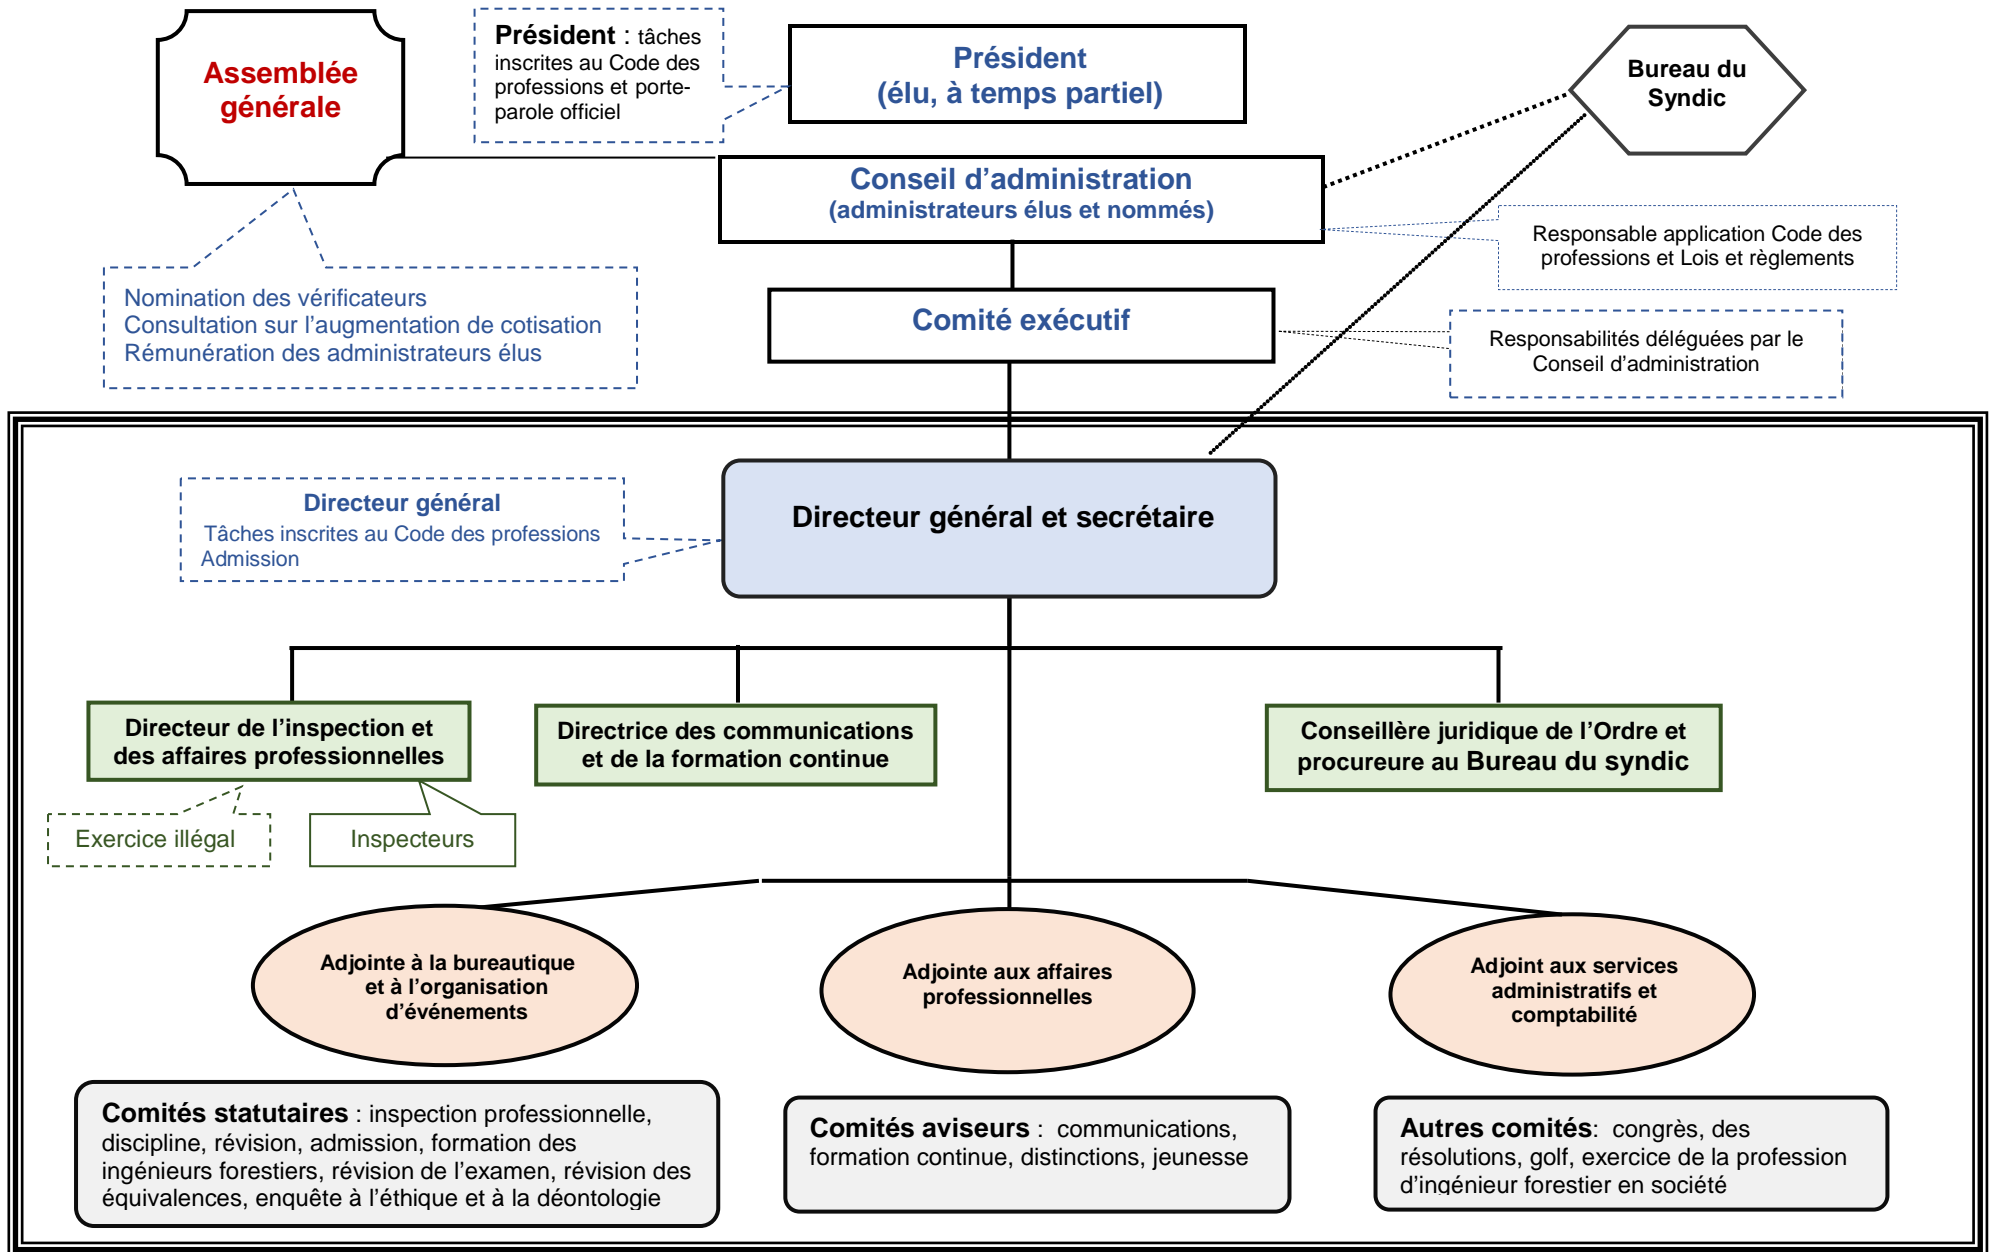 Assemblée
générale
Président : tâches
inscrites au Code des
professions et porte-
parole officiel
Président
(élu, à temps partiel)
Bureau du
Syndic
Conseil d’administration
(administrateurs élus et nommés)
Responsable application Code des
professions et Lois et règlements
Nomination des vérificateurs
Consultation sur l’augmentation de cotisation
Rémunération des administrateurs élus
Comité exécutif
Responsabilités déléguées par le
Conseil d’administration
Directeur général
Tâches inscrites au Code des professions
Admission
Directeur général et secrétaire
Directeur de l’inspection et
des affaires professionnelles
Directrice des communications
et de la formation continue
Conseillère juridique de l’Ordre et
procureure au Bureau du syndic
Exercice illégal
Inspecteurs
Adjointe à la bureautique
et à l’organisation
d’événements
Adjointe aux affaires
professionnelles
Adjoint aux services
administratifs et
comptabilité
Comités statutaires : inspection professionnelle,
discipline, révision, admission, formation des
ingénieurs forestiers, révision de l’examen, révision des
équivalences, enquête à l’éthique et à la déontologie
Comités aviseurs : communications,
formation continue, distinctions, jeunesse
Autres comités: congrès, des
résolutions, golf, exercice de la profession
d’ingénieur forestier en société